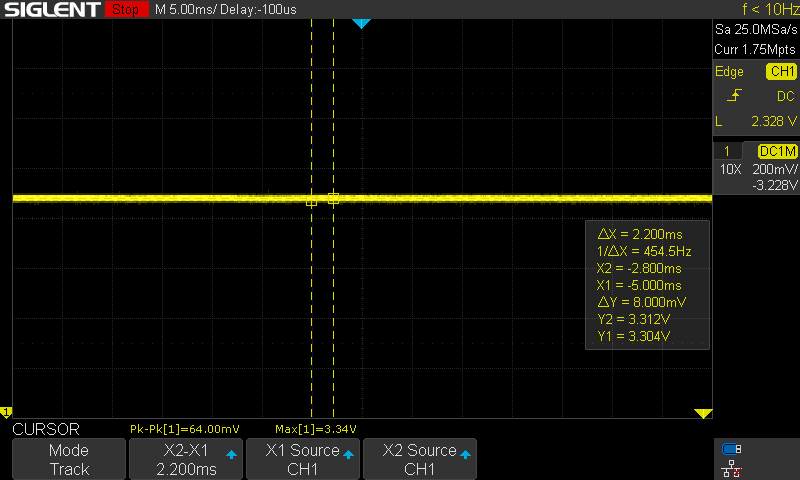 SIGLENT Stop M 5.00ms/ Delay:-100us f < 10Hz
Sa 25.0MSa/s
Curr 1.75Mpts
Edge CH1
DC
L 2.328 V
1 DC1M
10X 200mV/
-3.228V
ΔX = 2.200ms
1/ΔX = 454.5Hz
X2 = -2.800ms
X1 = -5.000ms
ΔY = 8.000mV
Y2 = 3.312V
Y1 = 3.304V
1
CURSOR Pk-Pk[1]=64.00mV Max[1]=3.34V
Mode
Track
X2-X1
2.200ms
X1 Source
CH1
X2 Source
CH1